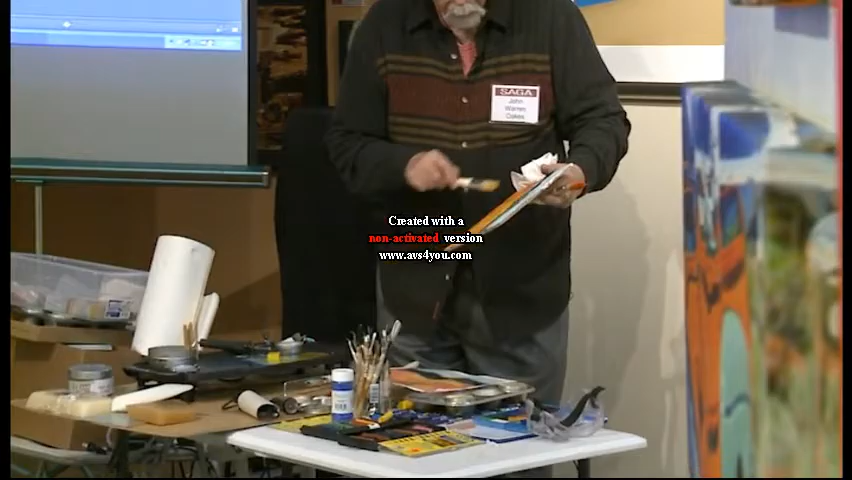 SAGA
John
Warren
Oakes
Created with a
non-activated version
www.avs4you.com